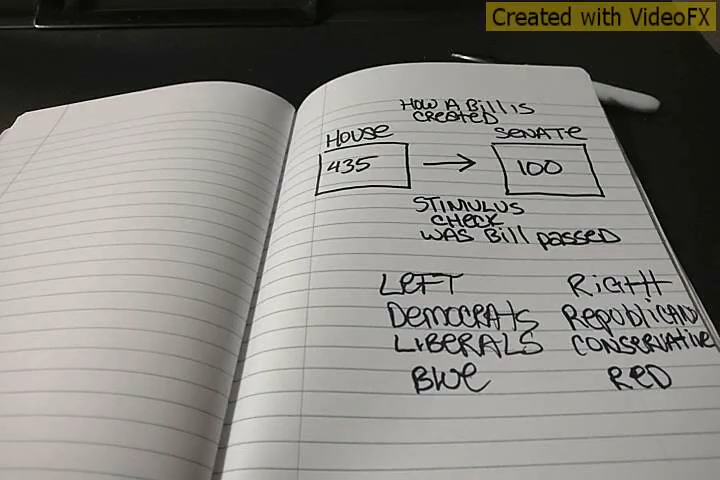 Created with VideoFX
HOW A Bill is
CREATED
HOUSE
SENATE
435
100
STIMULUS
CHECK
WAS Bill passed
LEFT
RIGHT
DEMOCRATS
REPUBLICAN
LIBERALS
CONSERVATIVE
BLUE
RED